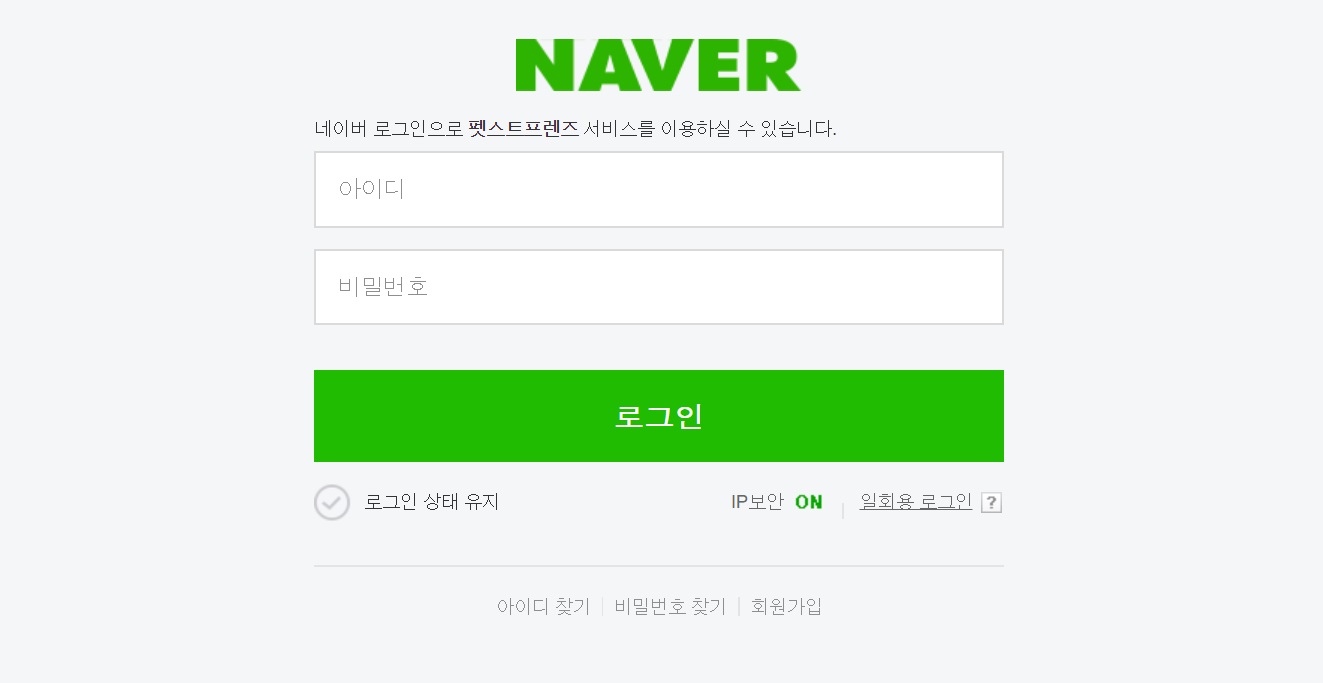 NAVER
네이버 로그인으로 펫스트프렌즈 서비스를 이용하실 수 있습니다.
아이디
비밀번호
로그인
로그인 상태 유지 IP보안 ON | 일회용 로그인 ?
아이디 찾기 | 비밀번호 찾기 | 회원가입